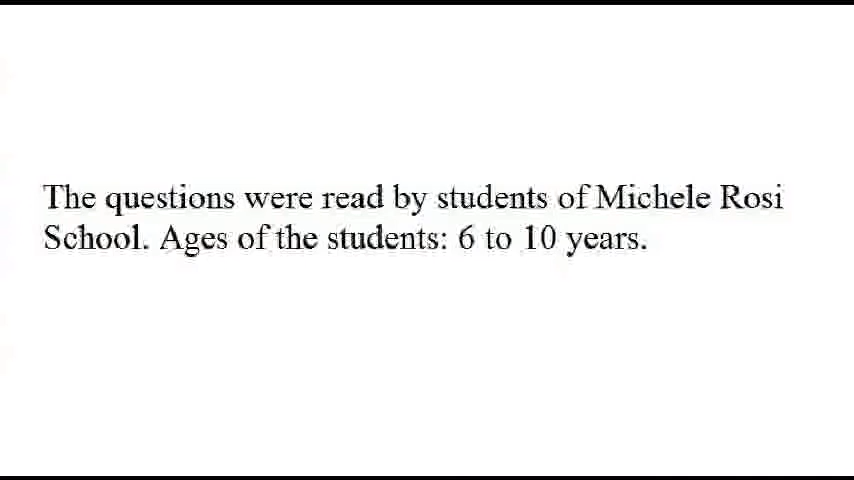 The questions were read by students of Michele Rosi
School. Ages of the students: 6 to 10 years.